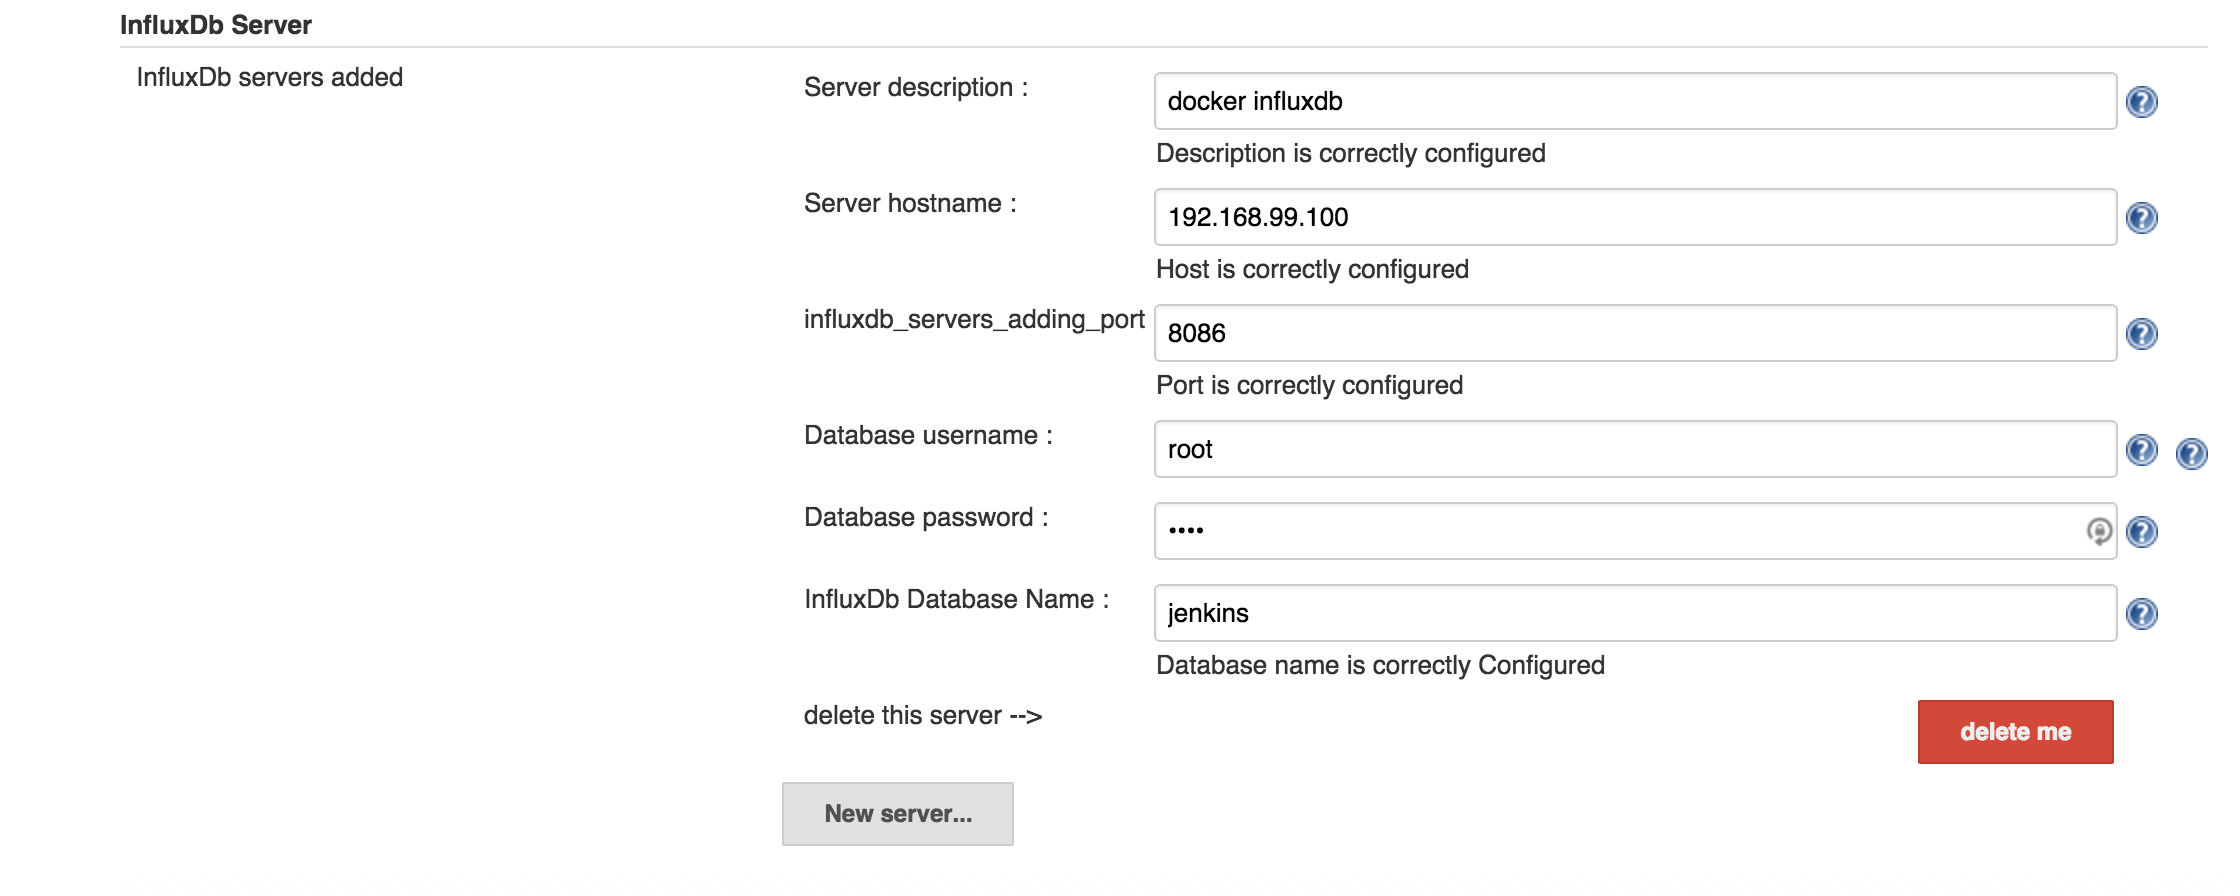 InfluxDb Server
InfluxDb servers added
Server description :
docker influxdb
Description is correctly configured
Server hostname :
192.168.99.100
Host is correctly configured
influxdb_servers_adding_port
8086
Port is correctly configured
Database username :
root
Database password :
••••
InfluxDb Database Name :
jenkins
Database name is correctly Configured
delete this server -->
delete me
New server...